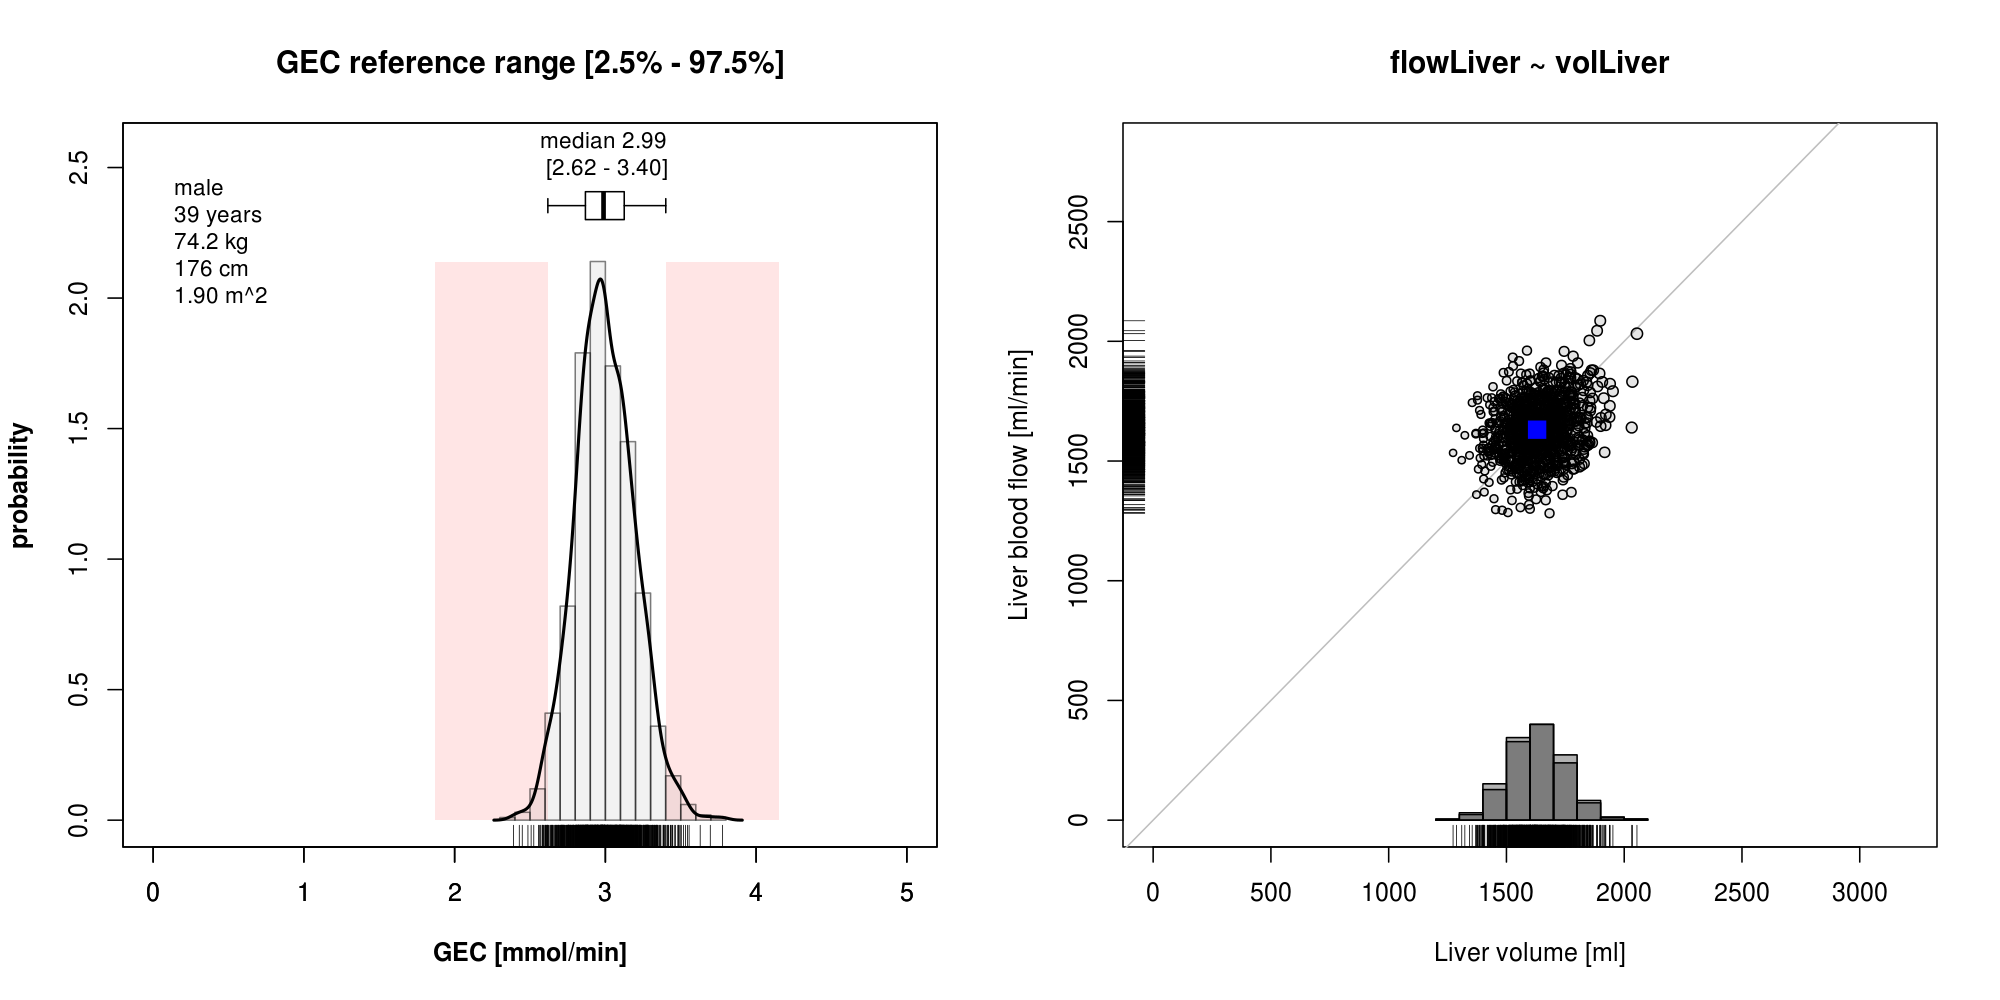 GEC reference range [2.5% - 97.5%]
median 2.99
[2.62 - 3.40]
male
39 years
74.2 kg
176 cm
1.90 m^2
probability
0.0
0.5
1.0
1.5
2.0
2.5
0 1 2 3 4 5
GEC [mmol/min]
flowLiver ~ volLiver
Liver blood flow [ml/min]
0
500
1000
1500
2000
2500
0 500 1000 1500 2000 2500 3000
Liver volume [ml]